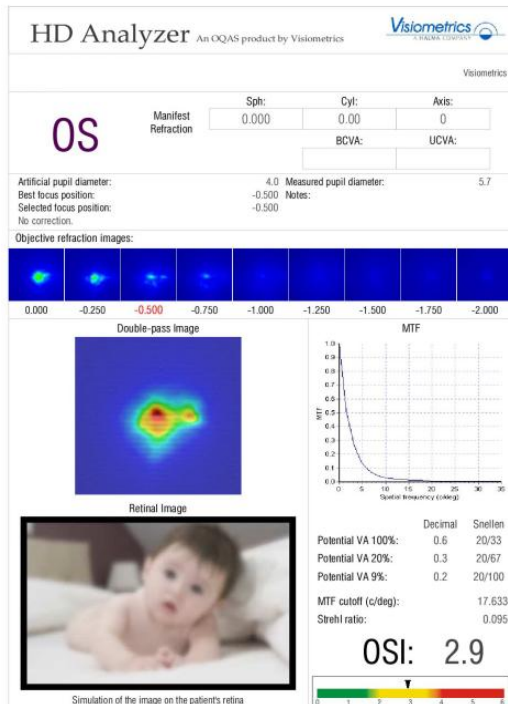 HD Analyzer An OQAS product by Visiometrics
Visiometrics
A HALMA COMPANY
Visiometrics
OS
Manifest Refraction
Sph: Cyl: Axis:
0.000 0.00 0
BCVA: UCVA:
Artificial pupil diameter: 4.0 Measured pupil diameter: 5.7
Best focus position: -0.500 Notes:
Selected focus position: -0.500
No correction.
Objective refraction images:
0.000 -0.250 -0.500 -0.750 -1.000 -1.250 -1.500 -1.750 -2.000
Double-pass Image
MTF
1.0
0.9
0.8
0.7
0.6
0.5
0.4
0.3
0.2
0.1
0.0
MTF
0 5 10 15 20 25 30 35
Spatial frequency (c/deg)
Retinal Image
Decimal Snellen
Potential VA 100%: 0.6 20/33
Potential VA 20%: 0.3 20/67
Potential VA 9%: 0.2 20/100
MTF cutoff (c/deg): 17.633
Strehl ratio: 0.095
OSI: 2.9
0 1 2 3 4 5 6
Simulation of the image on the patient's retina